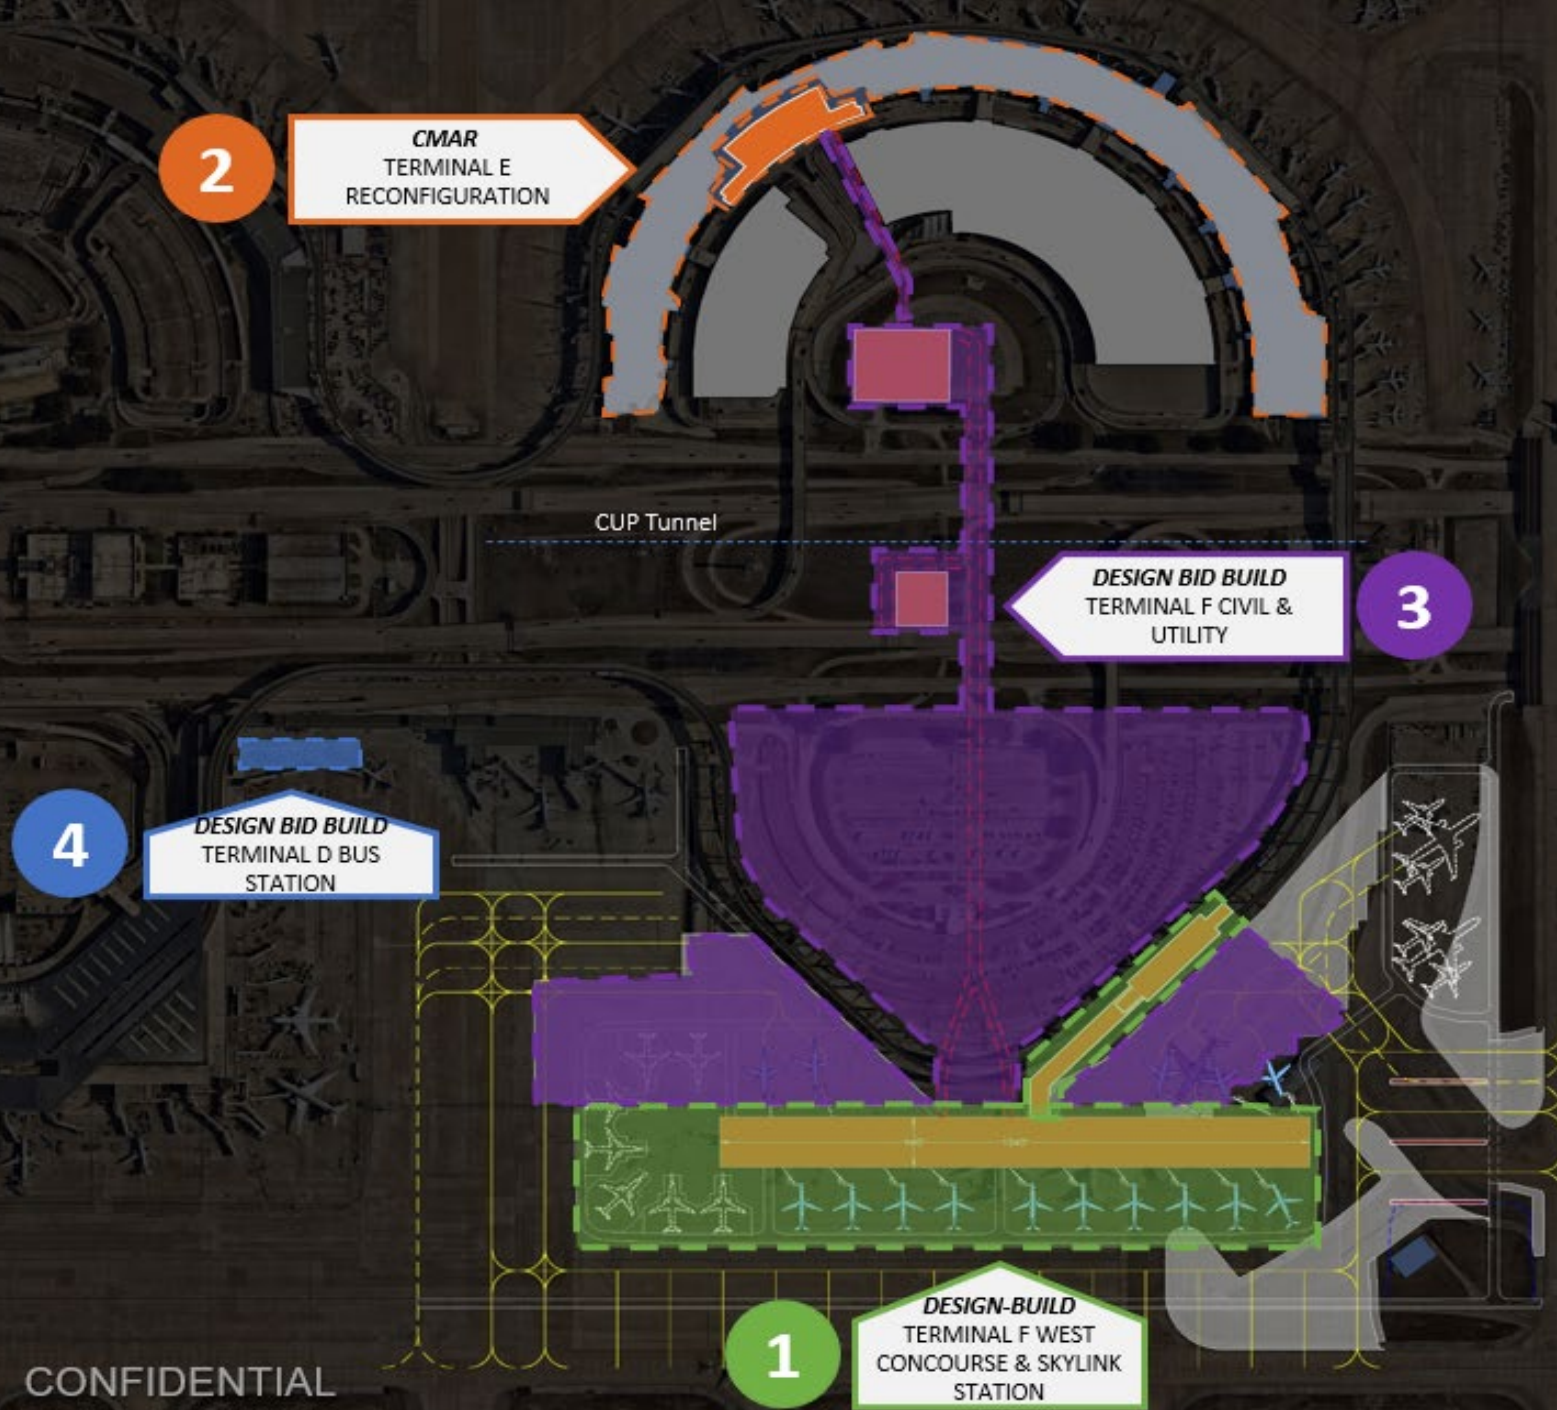 2
CMAR
TERMINAL E
RECONFIGURATION
CUP Tunnel
DESIGN BID BUILD
TERMINAL F CIVIL &
UTILITY
3
4
DESIGN BID BUILD
TERMINAL D BUS
STATION
1
DESIGN-BUILD
TERMINAL F WEST
CONCOURSE & SKYLINK
STATION
CONFIDENTIAL